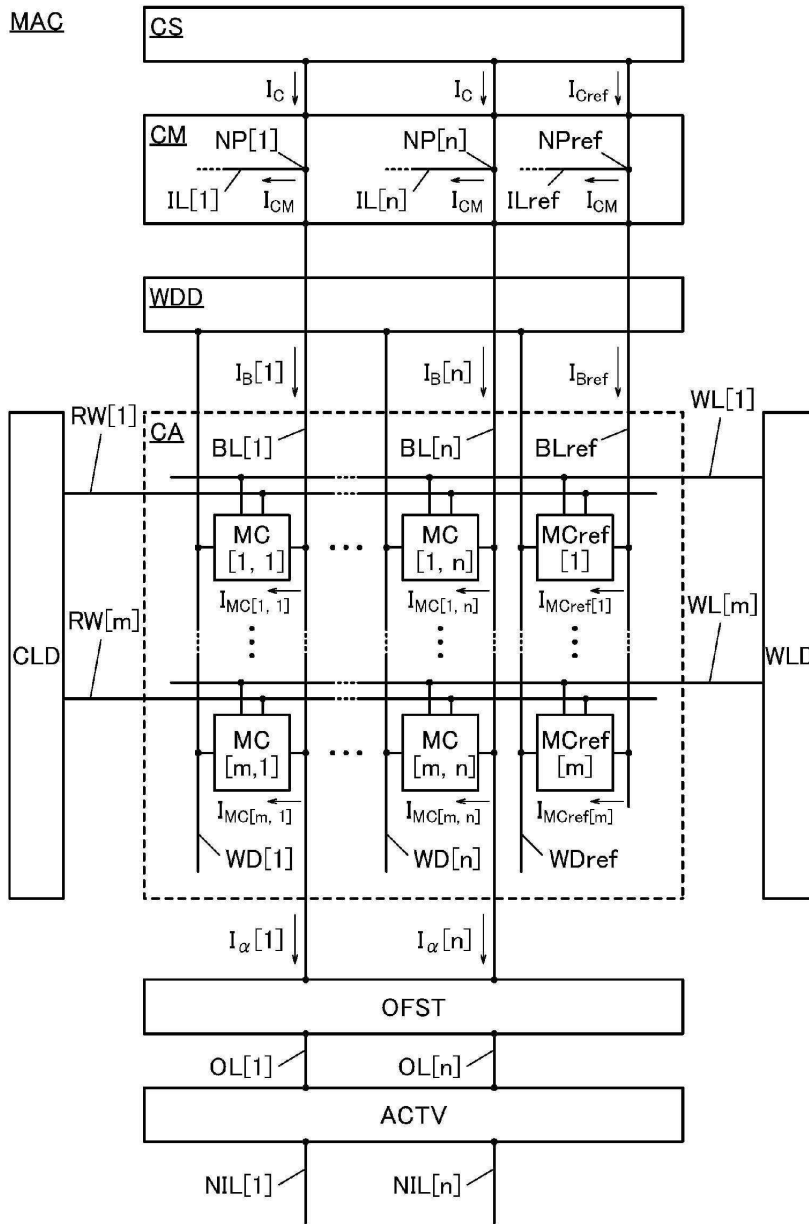 MAC
CS
I_C
I_C
I_Cref
CM
NP[1]
NP[n]
NPref
IL[1]
I_CM
IL[n]
I_CM
ILref
I_CM
WDD
I_B[1]
I_B[n]
I_Bref
RW[1]
CA
BL[1]
BL[n]
BLref
WL[1]
MC
[1, 1]
MC
[1, n]
MCref
[1]
I_MC[1, 1]
I_MC[1, n]
I_MCref[1]
RW[m]
WL[m]
CLD
WLD
MC
[m,1]
MC
[m, n]
MCref
[m]
I_MC[m, 1]
I_MC[m, n]
I_MCref[m]
WD[1]
WD[n]
WDref
I_α[1]
I_α[n]
OFST
OL[1]
OL[n]
ACTV
NIL[1]
NIL[n]